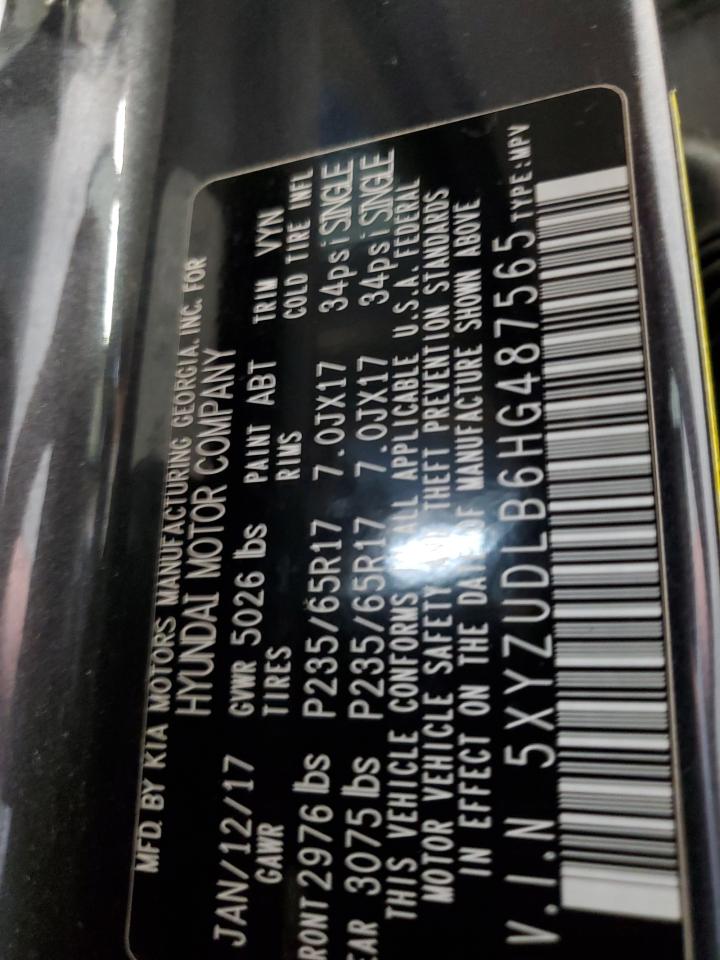 MFD. BY KIA MOTORS MANUFACTURING GEORGIA. INC. FOR
HYUNDAI MOTOR COMPANY
JAN/12/17 GVWR 5026 lbs PAINT ABT TRIM VYN
GAWR TIRES RIMS COLD TIRE INFL
RONT 2976 lbs P235/65R17 7.0JX17 34psi SINGLE
EAR 3075 lbs P235/65R17 7.0JX17 34psi SINGLE
THIS VEHICLE CONFORMS ALL APPLICABLE U.S.A. FEDERAL
MOTOR VEHICLE SAFETY THEFT PREVENTION STANDARDS
IN EFFECT ON THE DATE OF MANUFACTURE SHOWN ABOVE
V.I.N 5XYZUDLB6HG487565 TYPE:MPV